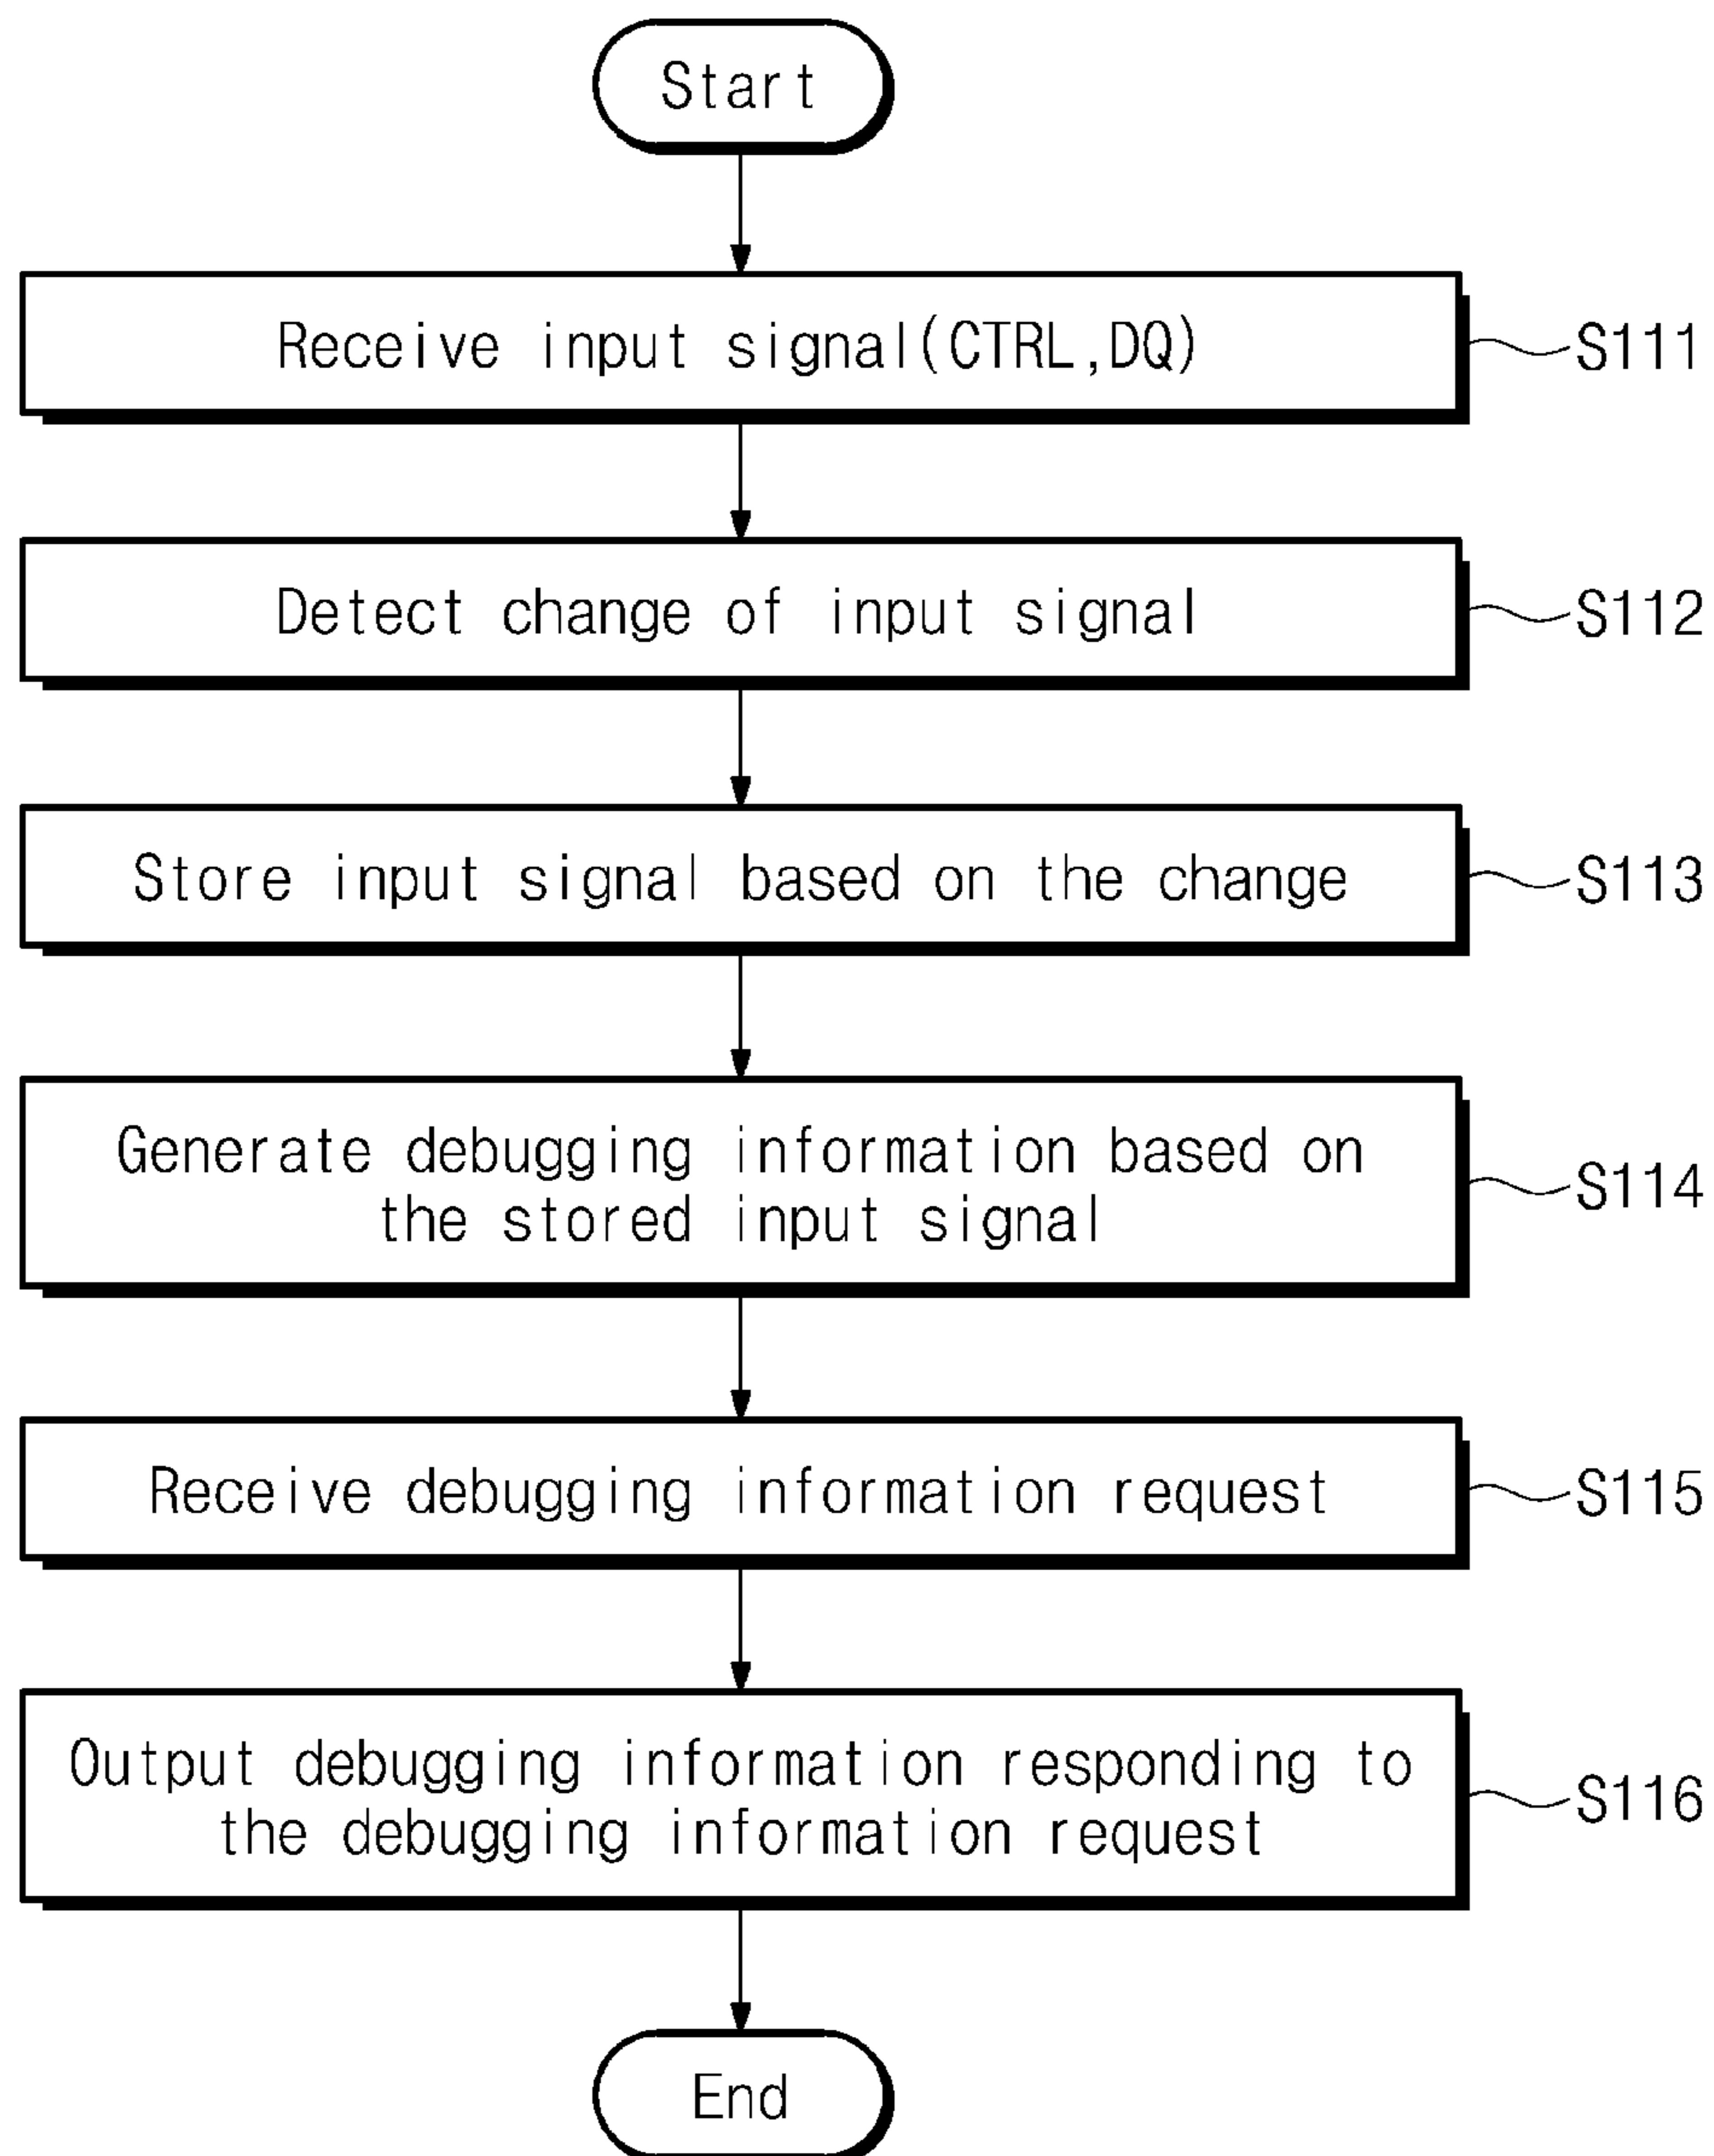 Start
Receive input signal(CTRL,DQ)
S111
Detect change of input signal
S112
Store input signal based on the change
S113
Generate debugging information based on
the stored input signal
S114
Receive debugging information request
S115
Output debugging information responding to
the debugging information request
S116
End